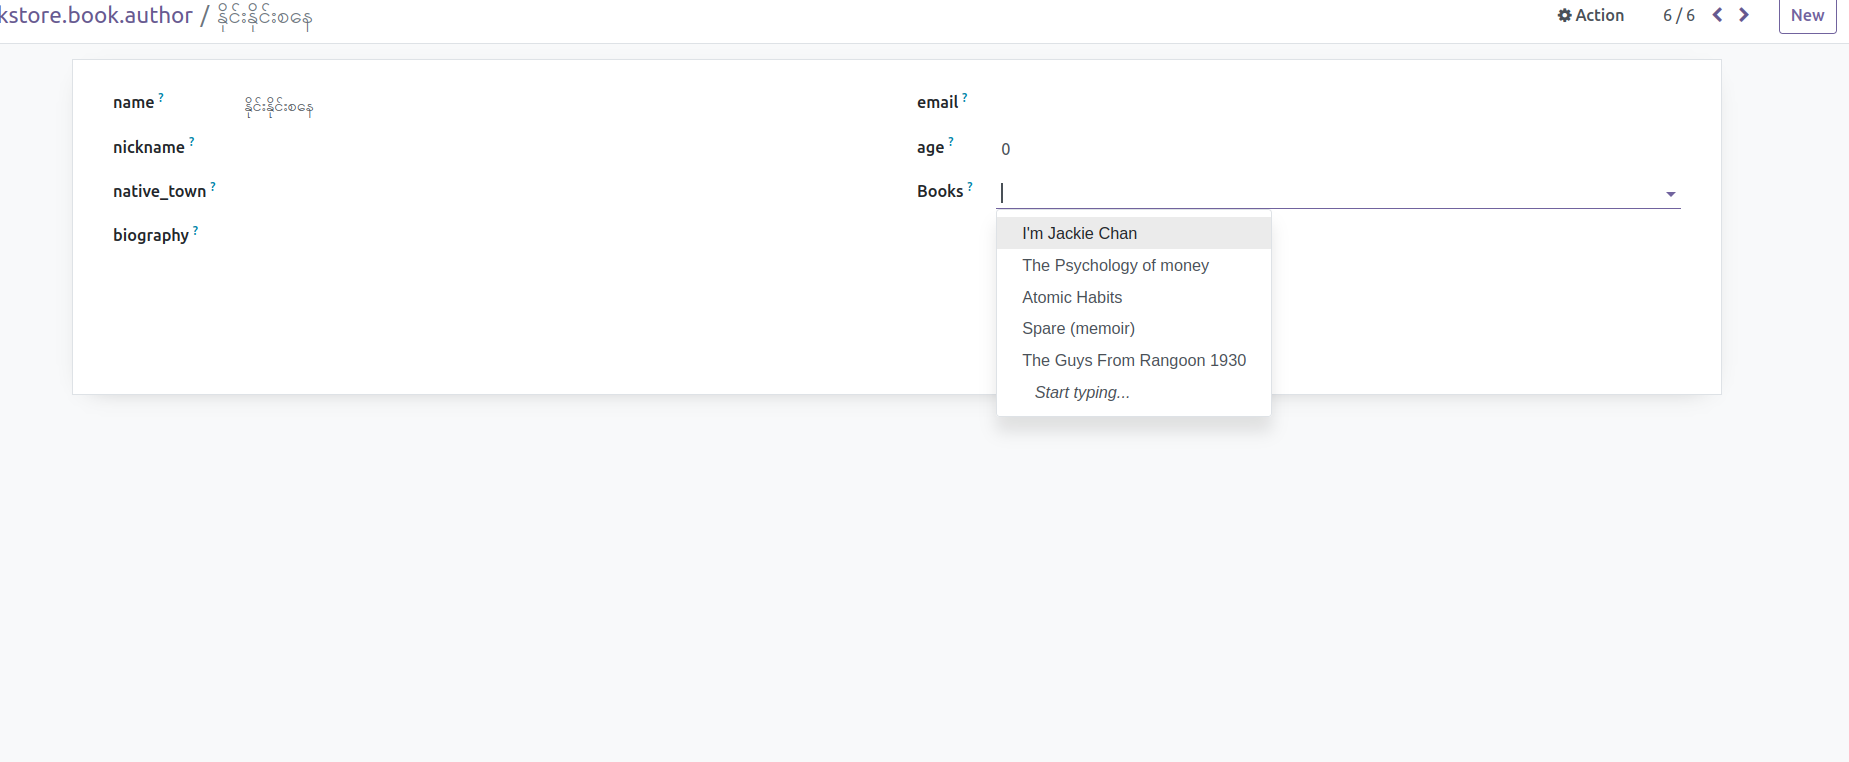 kstore.book.author / နိုင်းနိုင်းစနေ
Action 6 / 6 New
name ? နိုင်းနိုင်းစနေ
email ?
nickname ?
age ? 0
native_town ?
Books ?
biography ?
I'm Jackie Chan
The Psychology of money
Atomic Habits
Spare (memoir)
The Guys From Rangoon 1930
Start typing...